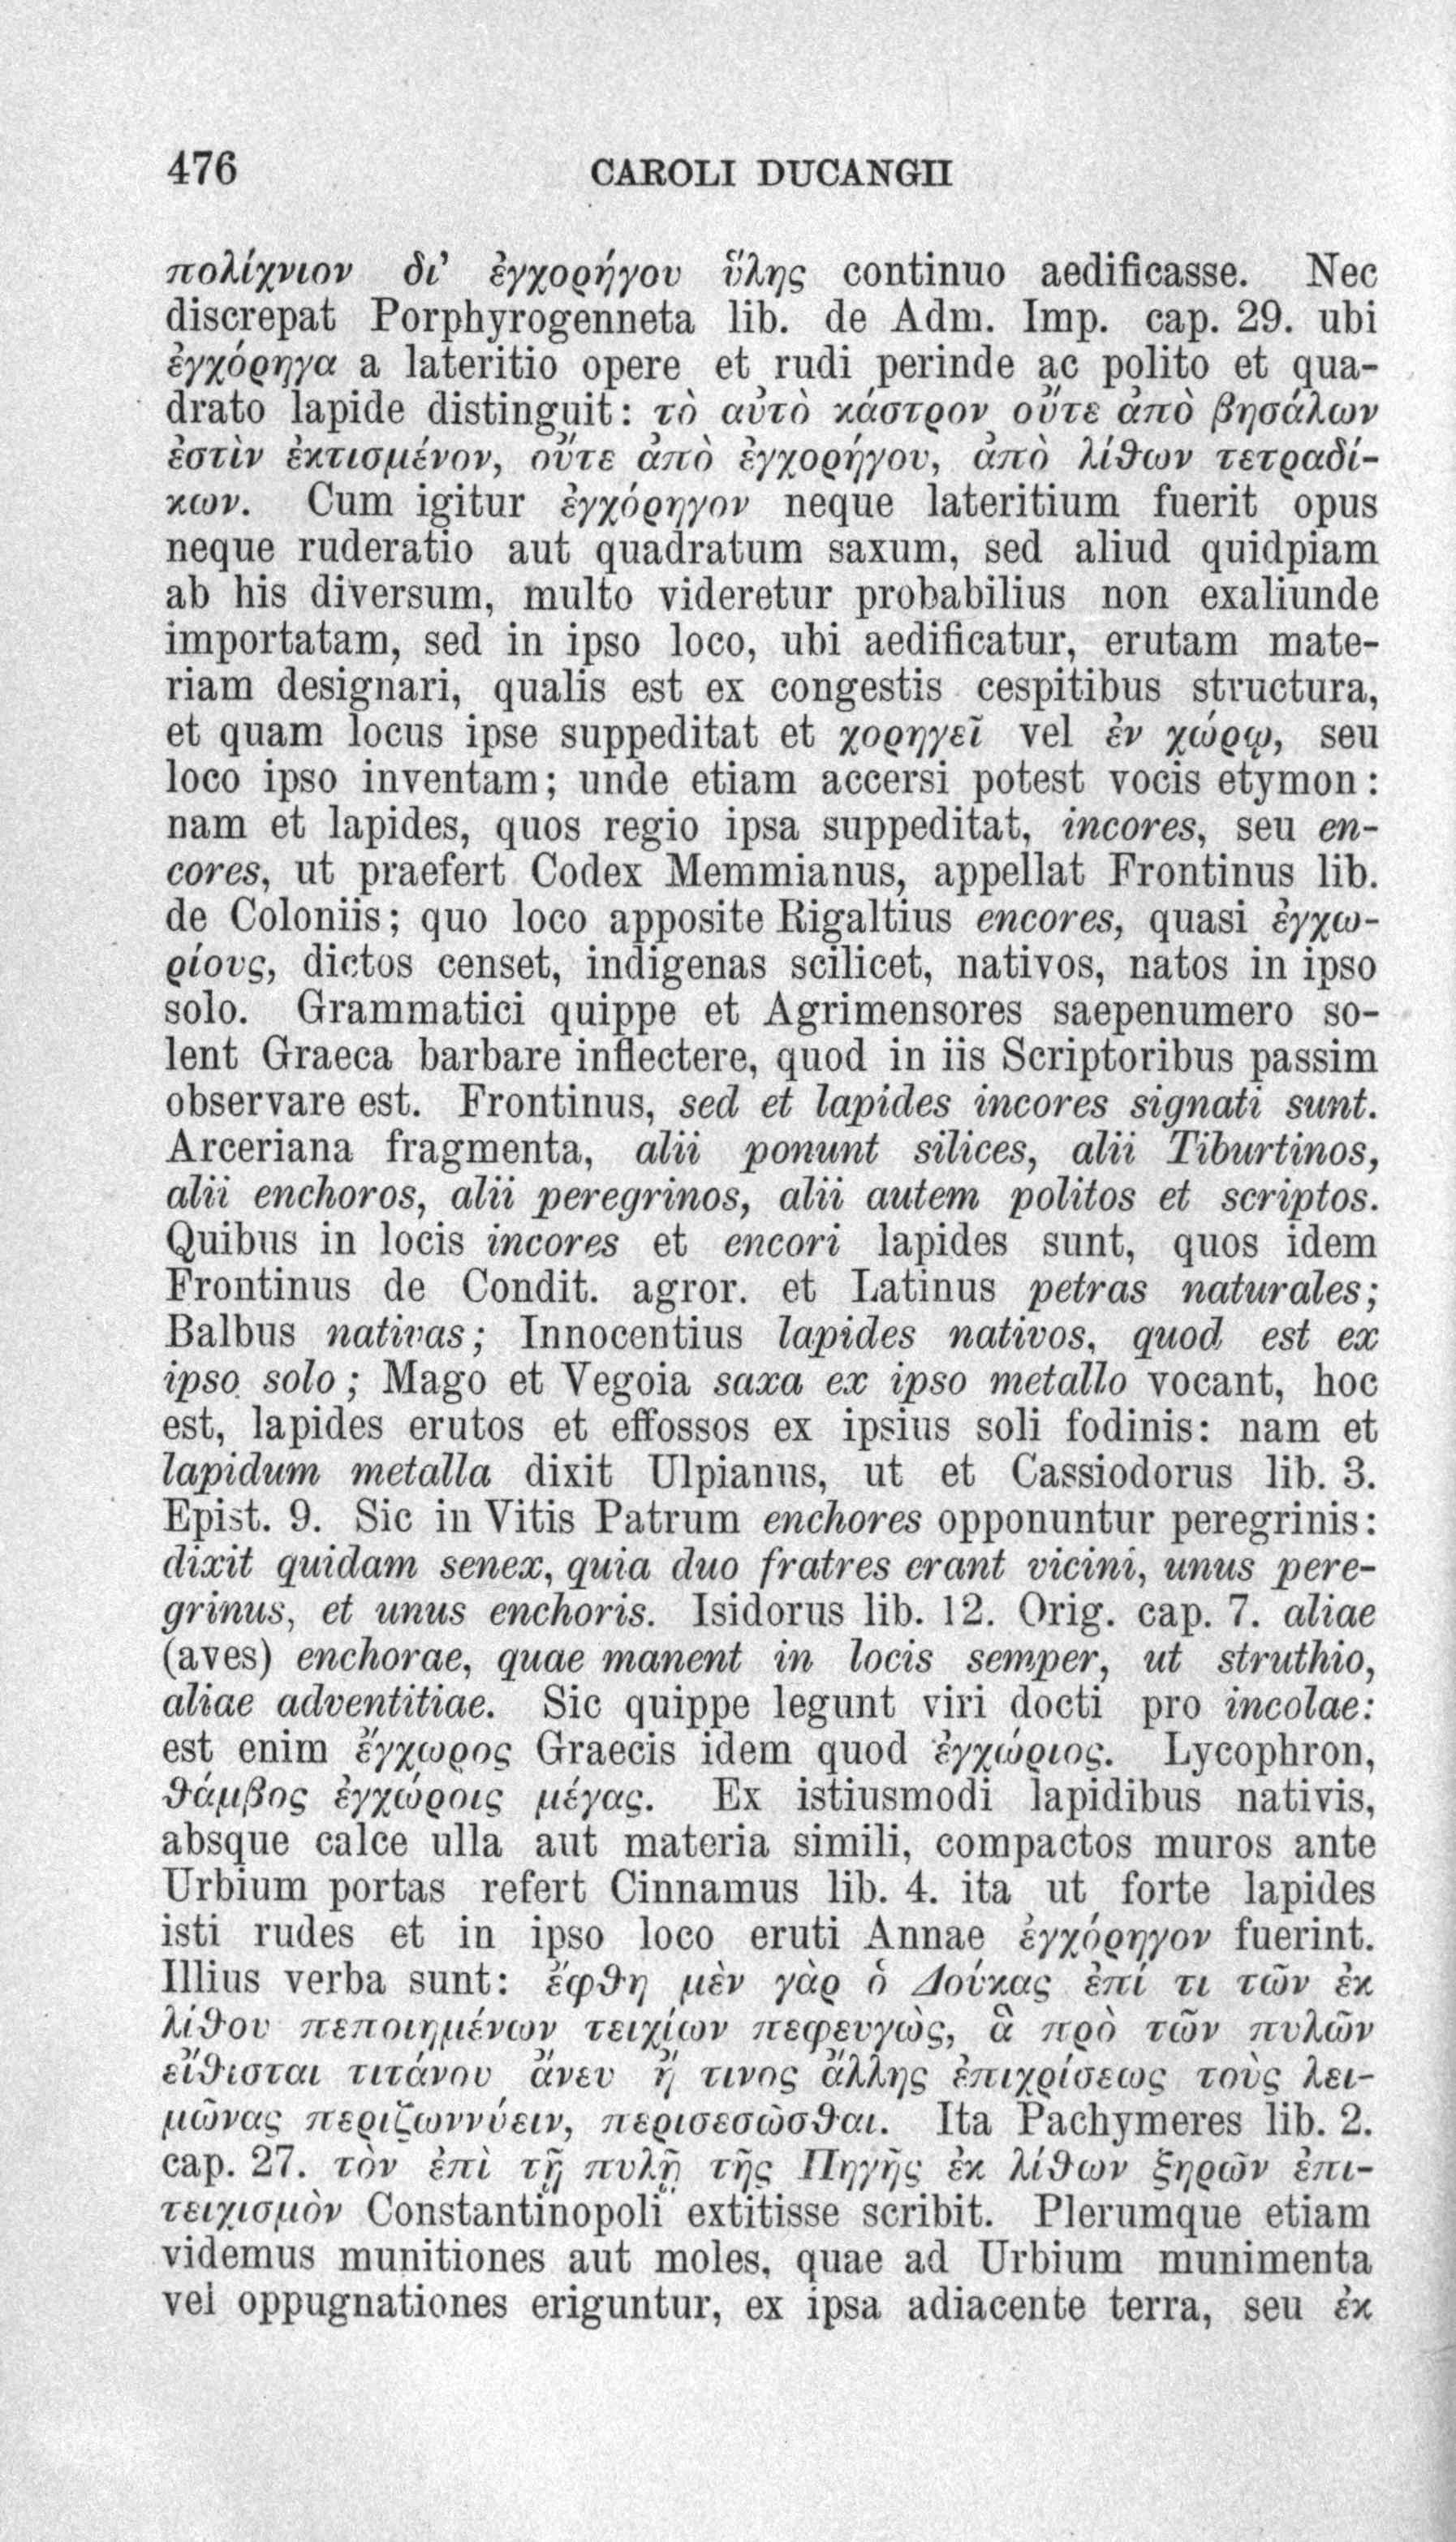 476 CAROLI DUCANGII
πολίχνιον δι' ἐγχορήγου ὕλης continuo aedificasse. Nec
discrepat Porphyrogenneta lib. de Adm. Imp. cap. 29. ubi
ἐγχόρηγα a lateritio opere et rudi perinde ac polito et qua-
drato lapide distinguit: τὸ αὐτὸ κάστρον οὔτε ἀπὸ βησάλων
ἐστὶν ἐκτισμένον, οὔτε ἀπὸ ἐγχορήγου, ἀπὸ λίθων τετραδί-
κων. Cum igitur ἐγχόρηγον neque lateritium fuerit opus
neque ruderatio aut quadratum saxum, sed aliud quidpiam
ab his diversum, multo videretur probabilius non exaliunde
importatam, sed in ipso loco, ubi aedificatur, erutam mate-
riam designari, qualis est ex congestis cespitibus structura,
et quam locus ipse suppeditat et χορηγεῖ vel ἐν χώρῳ, seu
loco ipso inventam; unde etiam accersi potest vocis etymon:
nam et lapides, quos regio ipsa suppeditat, incores, seu en-
cores, ut praefert Codex Memmianus, appellat Frontinus lib.
de Coloniis; quo loco apposite Rigaltius encores, quasi ἐγχω-
ρίους, dictos censet, indigenas scilicet, nativos, natos in ipso
solo. Grammatici quippe et Agrimensores saepenumero so-
lent Graeca barbare inflectere, quod in iis Scriptoribus passim
observare est. Frontinus, sed et lapides incores signati sunt.
Arceriana fragmenta, alii ponunt silices, alii Tiburtinos,
alii enchoros, alii peregrinos, alii autem politos et scriptos.
Quibus in locis incores et encori lapides sunt, quos idem
Frontinus de Condit. agror. et Latinus petras naturales;
Balbus nativas; Innocentius lapides nativos, quod est ex
ipso solo; Mago et Vegoia saxa ex ipso metallo vocant, hoc
est, lapides erutos et effossos ex ipsius soli fodinis: nam et
lapidum metalla dixit Ulpianus, ut et Cassiodorus lib. 3.
Epist. 9. Sic in Vitis Patrum enchores opponuntur peregrinis:
dixit quidam senex, quia duo fratres erant vicini, unus pere-
grinus, et unus enchoris. Isidorus lib. 12. Orig. cap. 7. aliae
(aves) enchorae, quae manent in locis semper, ut struthio,
aliae adventitiae. Sic quippe legunt viri docti pro incolae:
est enim ἔγχωρος Graecis idem quod ἐγχώριος. Lycophron,
θάμβος ἐγχώροις μέγας. Ex istiusmodi lapidibus nativis,
absque calce ulla aut materia simili, compactos muros ante
Urbium portas refert Cinnamus lib. 4. ita ut forte lapides
isti rudes et in ipso loco eruti Annae ἐγχόρηγον fuerint.
Illius verba sunt: ἔφθη μὲν γὰρ ὁ Δούκας ἐπί τι τῶν ἐκ
λίθου πεποιημένων τειχίων πεφευγὼς, ἃ πρὸ τῶν πυλῶν
εἴθισται τιτάνου ἄνευ ἤ τινος ἄλλης ἐπιχρίσεως τοὺς λει-
μῶνας περιζωννύειν, περισεσῶσθαι. Ita Pachymeres lib. 2.
cap. 27. τὸν ἐπὶ τῇ πυλῇ τῆς Πηγῆς ἐκ λίθων ξηρῶν ἐπι-
τειχισμὸν Constantinopoli extitisse scribit. Plerumque etiam
videmus munitiones aut moles, quae ad Urbium munimenta
vel oppugnationes eriguntur, ex ipsa adiacente terra, seu ἐκ